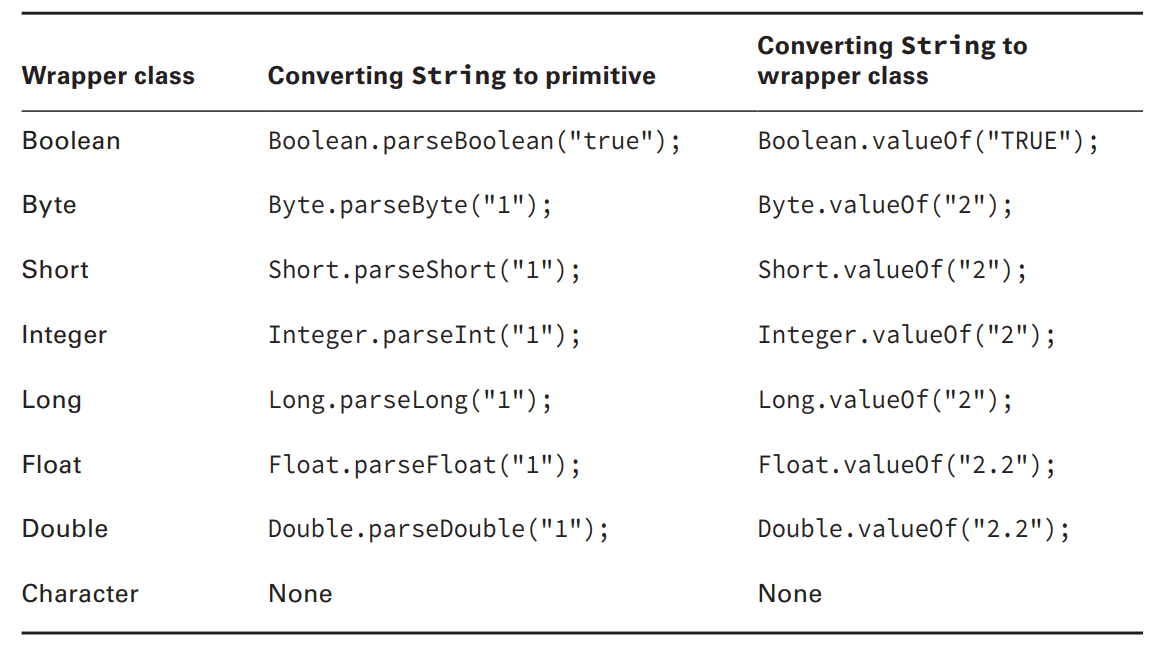 Wrapper class Converting String to primitive Converting String to wrapper class
Boolean Boolean.parseBoolean("true"); Boolean.valueOf("TRUE");
Byte Byte.parseByte("1"); Byte.valueOf("2");
Short Short.parseShort("1"); Short.valueOf("2");
Integer Integer.parseInt("1"); Integer.valueOf("2");
Long Long.parseLong("1"); Long.valueOf("2");
Float Float.parseFloat("1"); Float.valueOf("2.2");
Double Double.parseDouble("1"); Double.valueOf("2.2");
Character None None